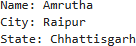 Name: Amrutha
City: Raipur
State: Chhattisgarh